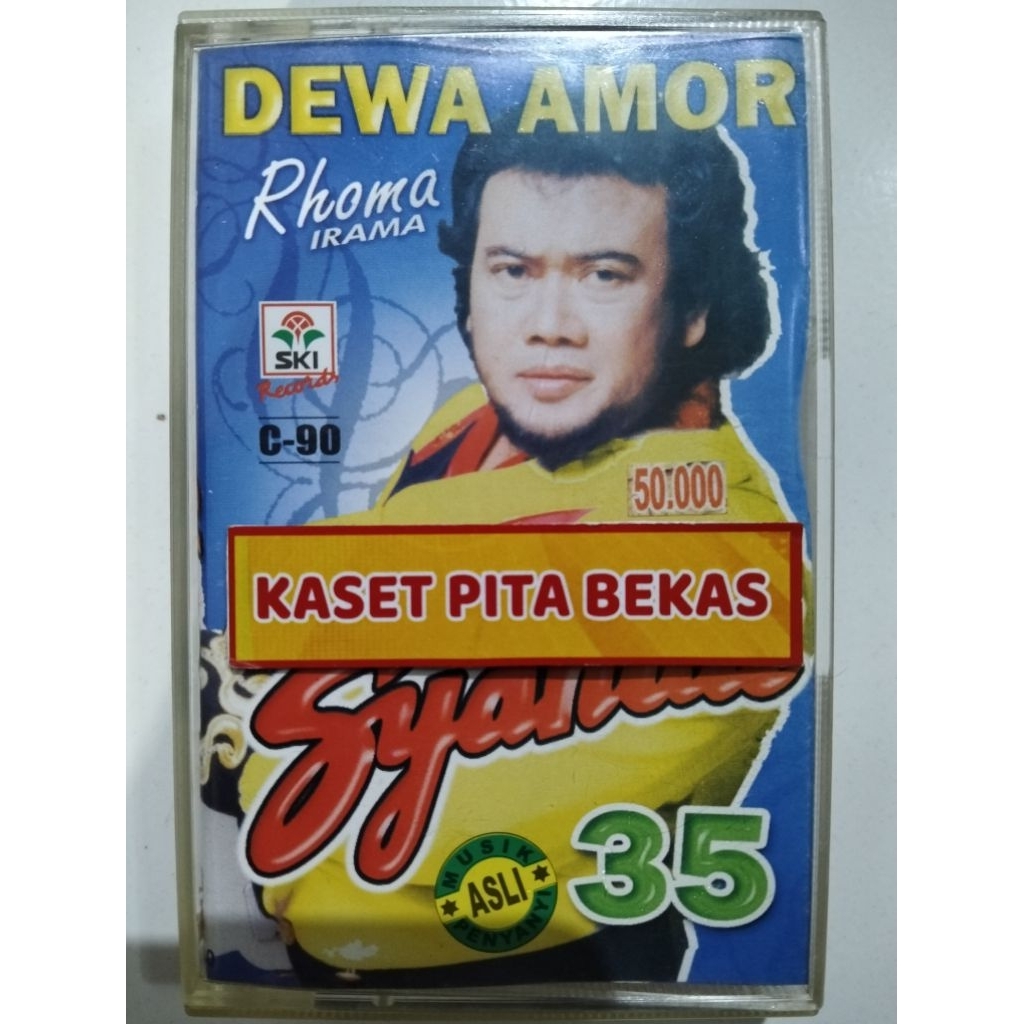 DEWA AMOR
Rhoma
IRAMA
SKI
Records
C-90
50.000
KASET PITA BEKAS
MUSIK
ASLI
PENYANYI
35